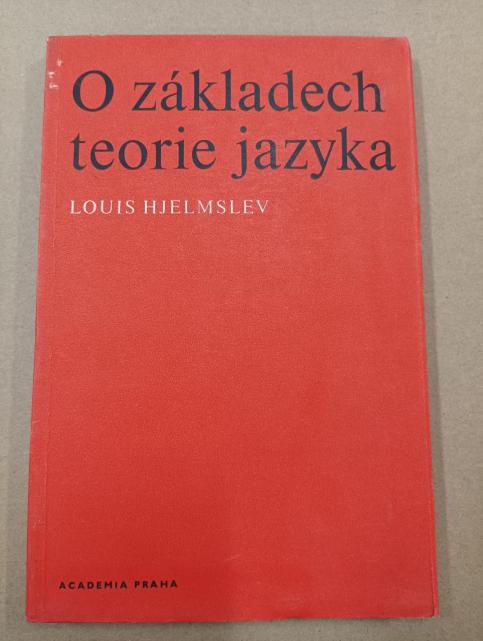 O základech
teorie jazyka
LOUIS HJELMSLEV
ACADEMIA PRAHA